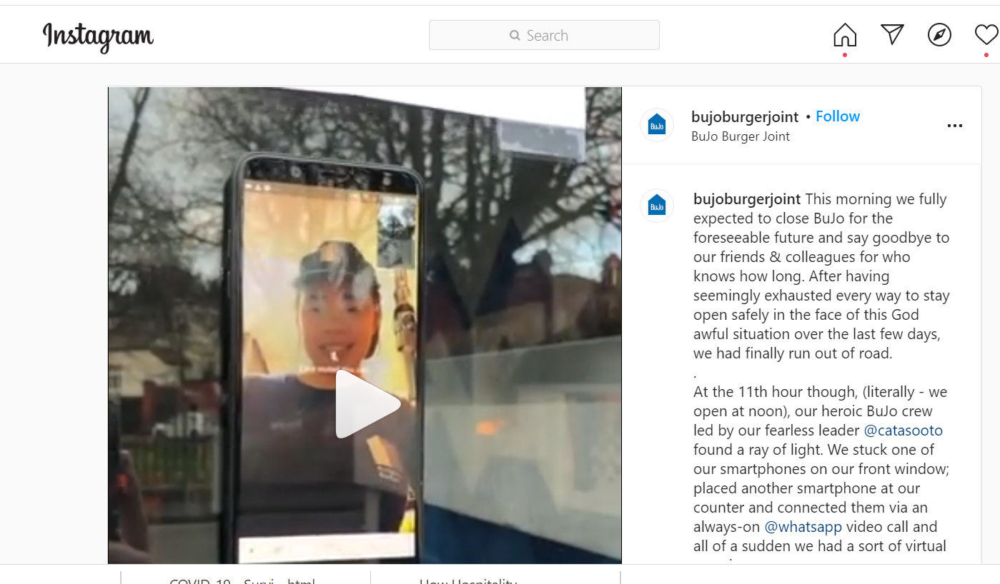 Instagram
Search
BuJo
bujoburgerjoint • Follow
BuJo Burger Joint
BuJo
bujoburgerjoint This morning we fully
expected to close BuJo for the
foreseeable future and say goodbye to
our friends & colleagues for who
knows how long. After having
seemingly exhausted every way to stay
open safely in the face of this God
awful situation over the last few days,
we had finally run out of road.
.
At the 11th hour though, (literally - we
open at noon), our heroic BuJo crew
led by our fearless leader @catasooto
found a ray of light. We stuck one of
our smartphones on our front window;
placed another smartphone at our
counter and connected them via an
always-on @whatsapp video call and
all of a sudden we had a sort of virtual
How Hospitality